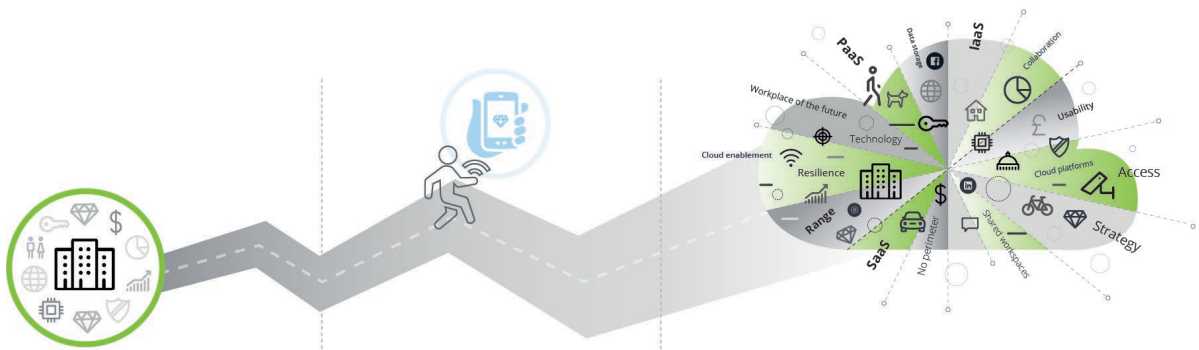 PaaS
Data storage
IaaS
Collaboration
Workplace of the future
Technology
Usability
£
Cloud enablement
Resilience
Cloud platforms
Access
Range
SaaS
$
No perimeter
Shared workspaces
Strategy
$